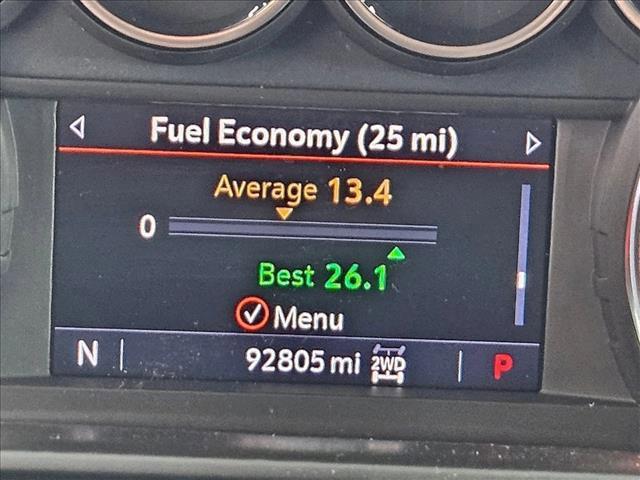 Fuel Economy (25 mi)
Average 13.4
0
Best 26.1
Menu
N 92805 mi 2WD P